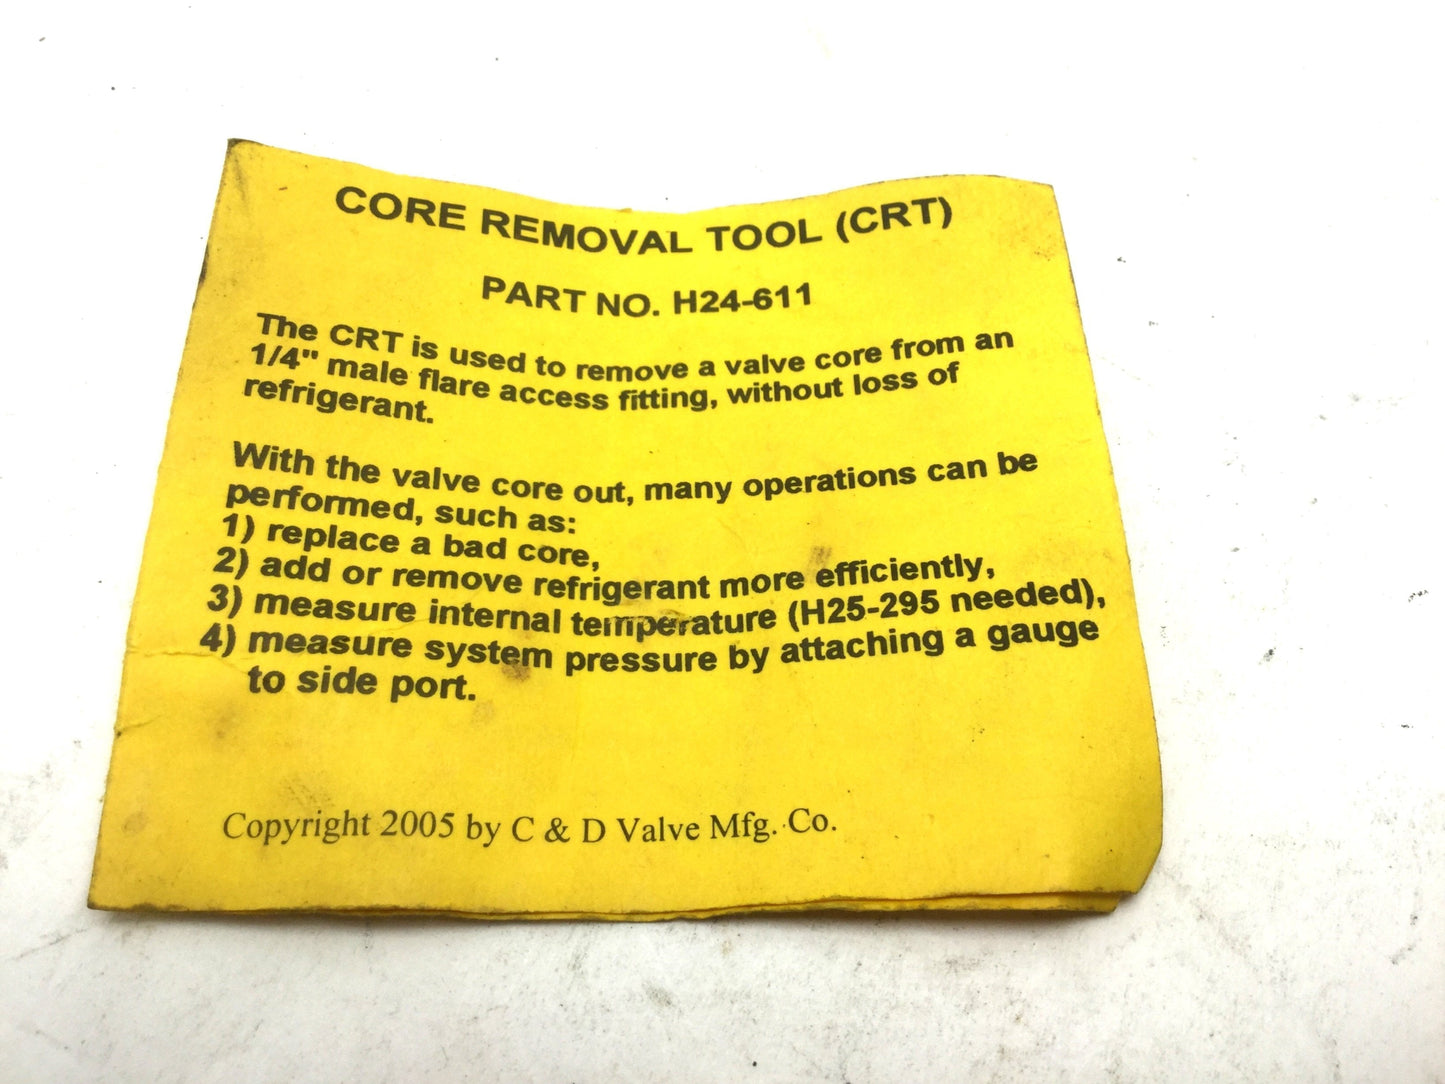 CORE REMOVAL TOOL (CRT)
PART NO. H24-611
The CRT is used to remove a valve core from an
1/4" male flare access fitting, without loss of
refrigerant.
With the valve core out, many operations can be
performed, such as:
1) replace a bad core,
2) add or remove refrigerant more efficiently,
3) measure internal temperature (H25-295 needed),
4) measure system pressure by attaching a gauge
to side port.
Copyright 2005 by C & D Valve Mfg. Co.